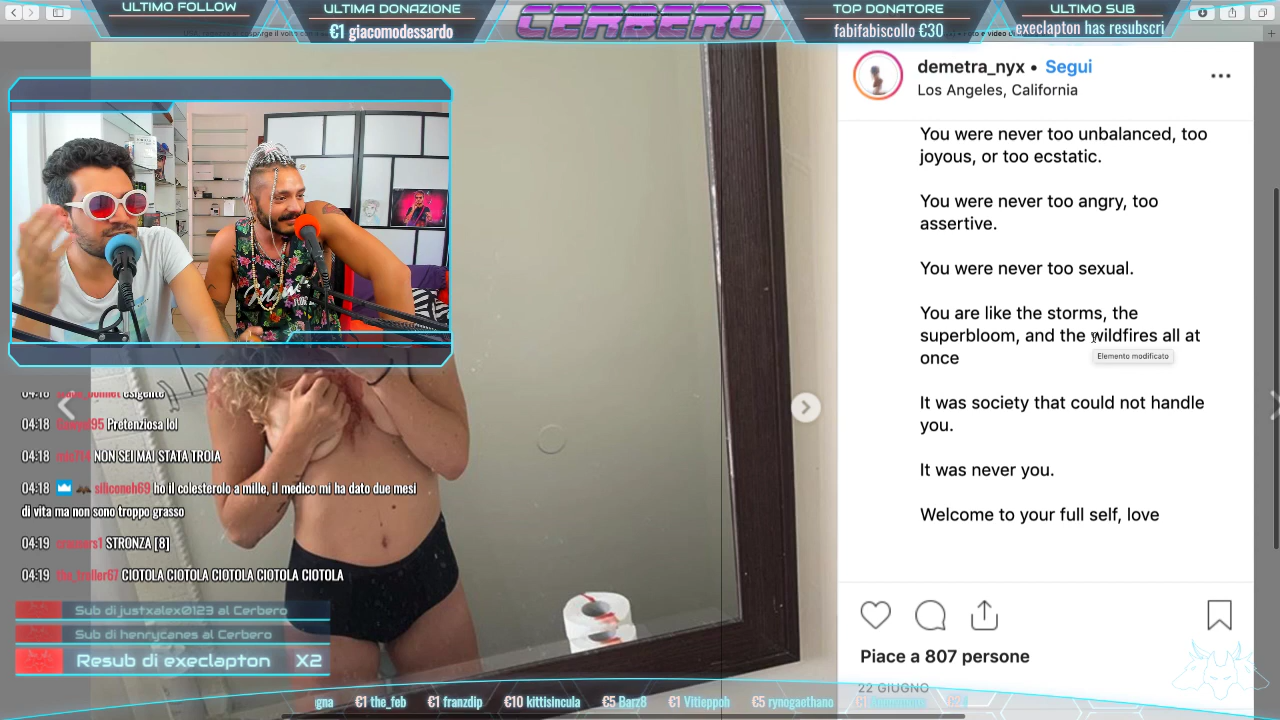 ULTIMO FOLLOW
ULTIMA DONAZIONE
€1 giacomodessardo
CERBERO
TOP DONATORE
fabifabiscollo €30
ULTIMO SUB
execlapton has resubscri
demetra_nyx • Segui
Los Angeles, California
You were never too unbalanced, too
joyous, or too ecstatic.
You were never too angry, too
assertive.
You were never too sexual.
You are like the storms, the
superbloom, and the wildfires all at
once
Elemento modificato
It was society that could not handle
you.
It was never you.
Welcome to your full self, love
Piace a 807 persone
22 GIUGNO
04:18 esigente
04:18 Pretenziosa lol
04:18 NON SEI MAI STATA TROIA
04:18 siliconoh69 ho il colesterolo a mille, il medico mi ha dato due mesi
di vita ma non sono troppo grasso
04:19 STRONZA [8]
04:19 the_trailer67 CIOTOLA CIOTOLA CIOTOLA CIOTOLA CIOTOLA
Sub di justxalex0123 al Cerbero
Sub di henrycanes al Cerbero
Resub di execlapton X2
gna €1 the_feb €1 franzdip €10 kittisincula €5 Barz8 €1 Vitieppoh €5 rynogaethano